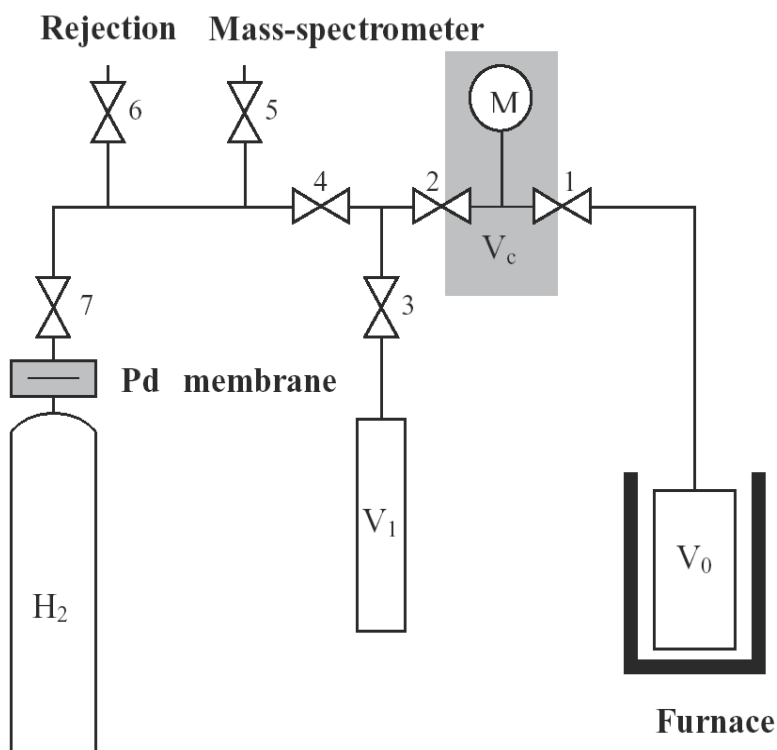 Rejection Mass-spectrometer
6
5
M
4
2
1
Vc
7
3
Pd membrane
V1
V0
H2
Furnace